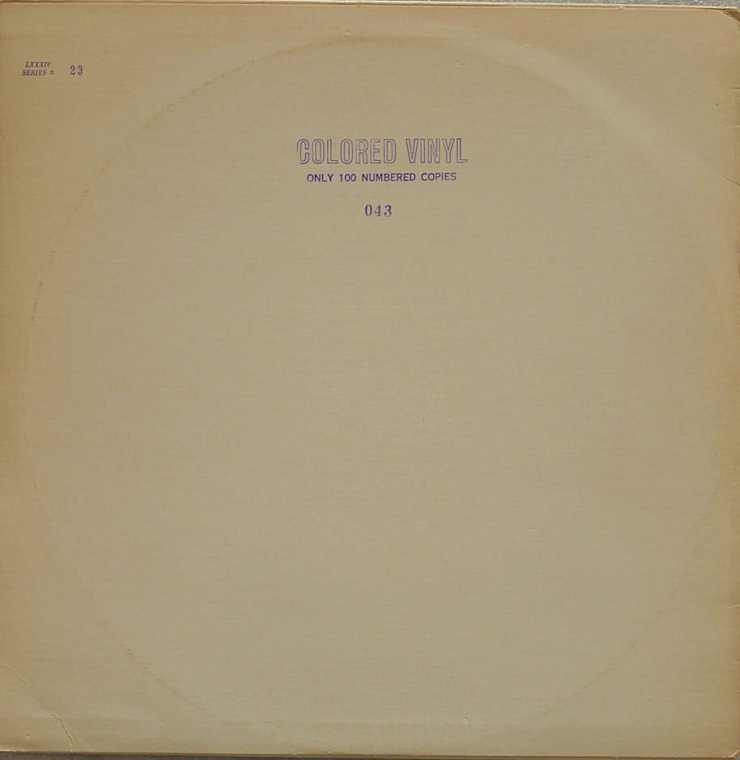 LXXXIV
SERIES # 23
COLORED VINYL
ONLY 100 NUMBERED COPIES
043